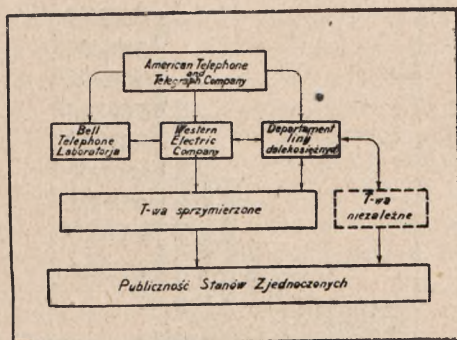 American Telephone
and
Telegraph Company
Bell
Telephone
Laboratorja
Western
Electric
Company
Departament
linij
dalekosiężnych
T-wa sprzymierzone
T-wa
niezależne
Publiczność Stanów Zjednoczonych